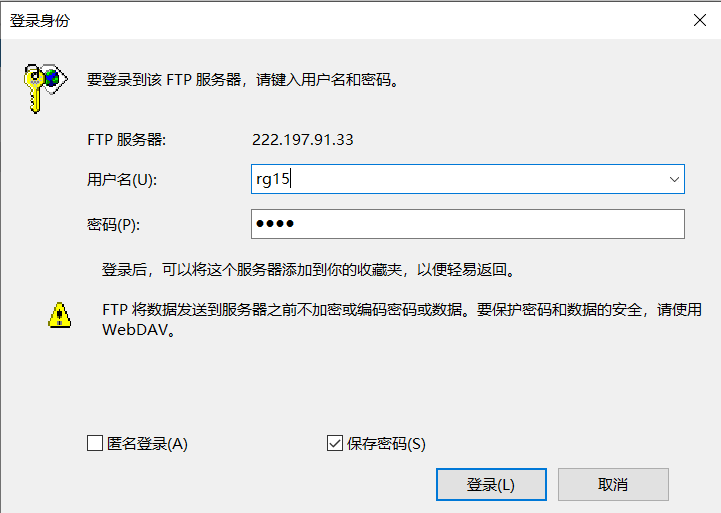 登录身份
要登录到该 FTP 服务器，请键入用户名和密码。
FTP 服务器: 222.197.91.33
用户名(U): rg15
密码(P): ●●●●
登录后，可以将这个服务器添加到你的收藏夹，以便轻易返回。
FTP 将数据发送到服务器之前不加密或编码密码或数据。要保护密码和数据的安全，请使用
WebDAV。
匿名登录(A) 保存密码(S)
登录(L) 取消